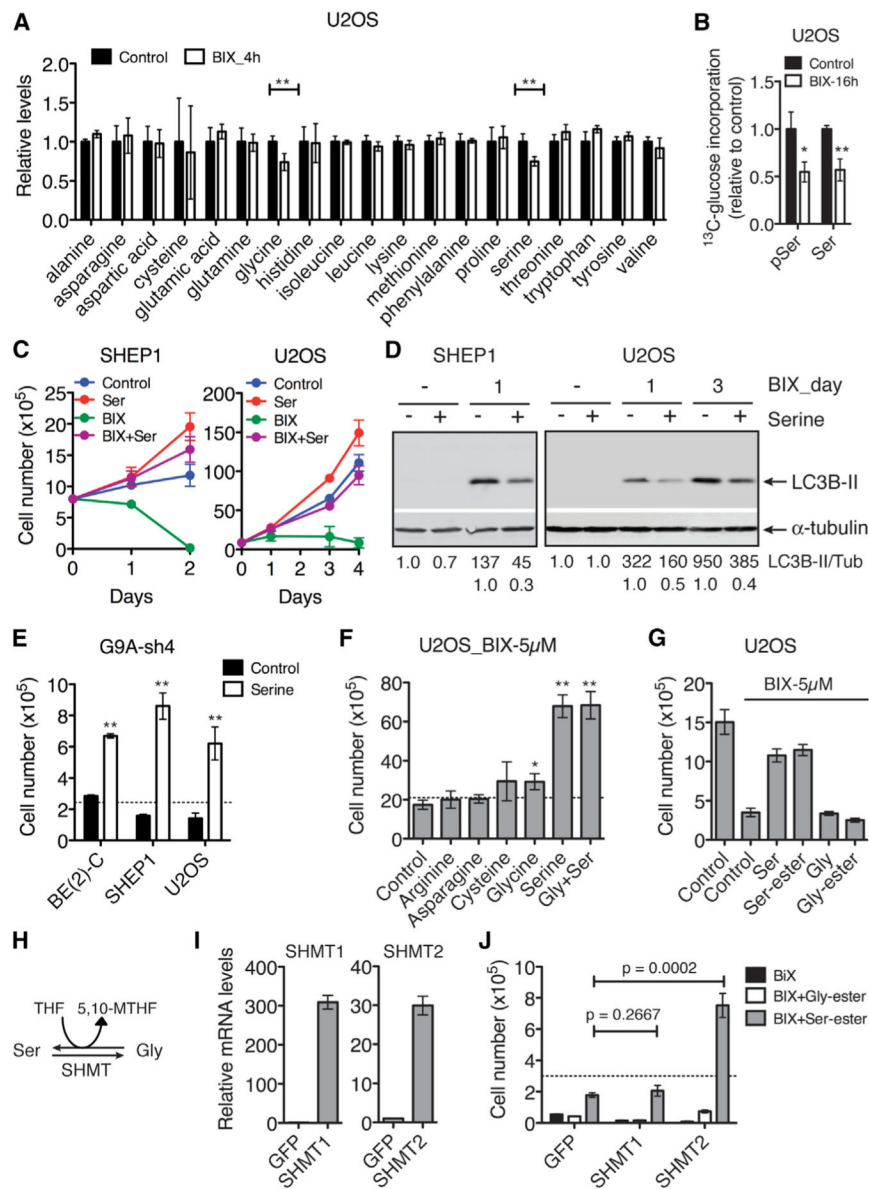 A
U2OS
Control
BIX_4h
**
**
Relative levels
2.0
1.5
1.0
0.5
0.0
alanine
asparagine
aspartic acid
cysteine
glutamic acid
glutamine
glycine
histidine
isoleucine
leucine
lysine
methionine
phenylalanine
proline
serine
threonine
tryptophan
tyrosine
valine
B
U2OS
Control
BIX-16h
13C-glucose incorporation
(relative to control)
1.5
1.0
0.5
0.0
*
**
pSer
Ser
C
SHEP1
Control
Ser
BIX
BIX+Ser
Cell number (x10⁵)
25
20
15
10
5
0
0 1 2
Days
U2OS
Control
Ser
BIX
BIX+Ser
200
150
100
50
0
0 1 2 3 4
Days
D
SHEP1 U2OS
- 1 - 1 3 BIX_day
- + - + - + - + - + Serine
LC3B-II
α-tubulin
1.0 0.7 137 45 1.0 1.0 322 160 950 385 LC3B-II/Tub
1.0 0.3 1.0 0.5 1.0 0.4
E
G9A-sh4
Control
Serine
Cell number (x10⁵)
10
8
6
4
2
0
**
**
**
BE(2)-C
SHEP1
U2OS
F
U2OS_BIX-5µM
Cell number (x10⁵)
80
60
40
20
0
*
**
**
Control
Arginine
Asparagine
Cysteine
Glycine
Serine
Gly+Ser
G
U2OS
BIX-5µM
Cell number (x10⁵)
20
15
10
5
0
Control
Control
Ser
Ser-ester
Gly
Gly-ester
H
THF 5,10-MTHF
Ser Gly
SHMT
I
SHMT1
Relative mRNA levels
400
300
200
100
0
GFP
SHMT1
SHMT2
40
30
20
10
0
GFP
SHMT2
J
BiX
BIX+Gly-ester
BIX+Ser-ester
Cell number (x10⁵)
10
8
6
4
2
0
p = 0.0002
p = 0.2667
GFP
SHMT1
SHMT2